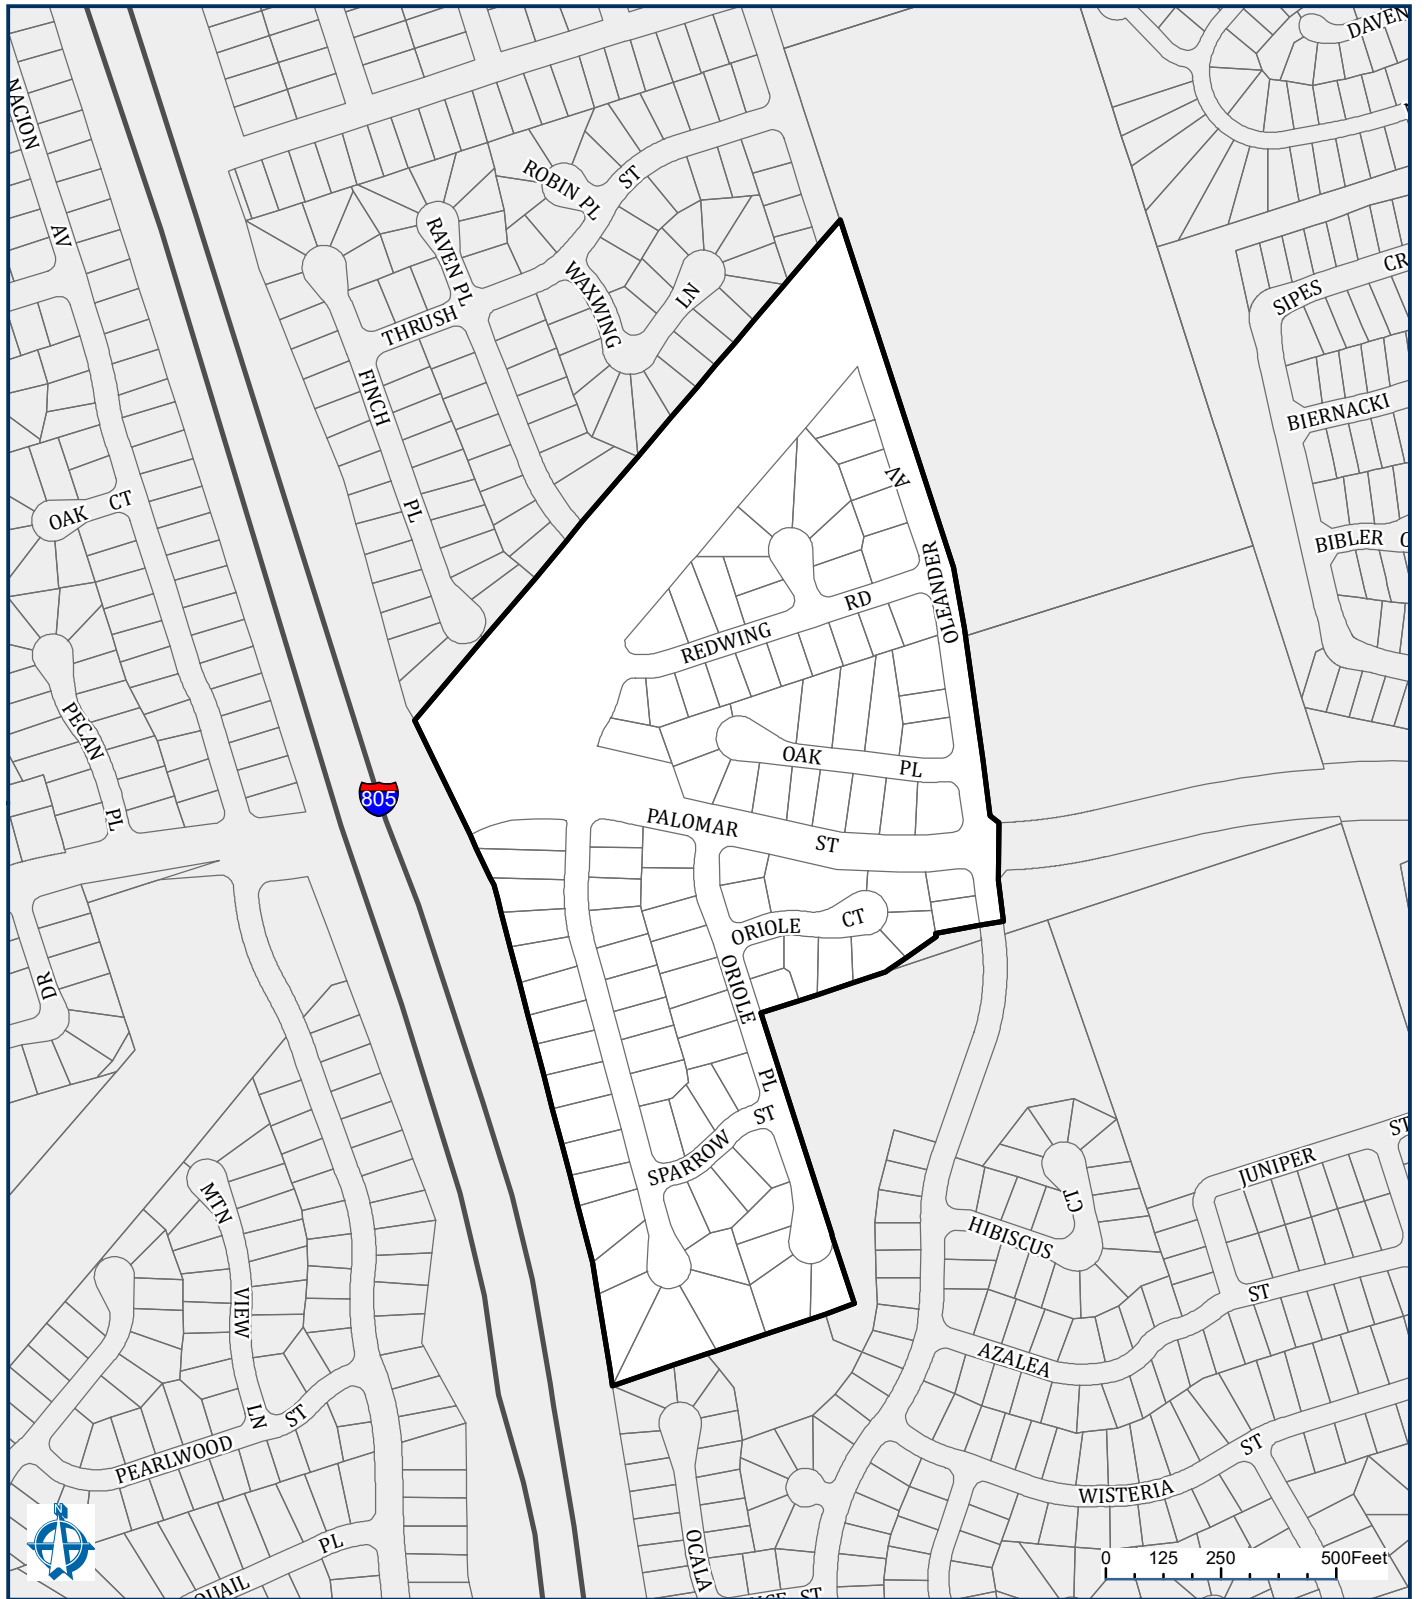 DAVEN
NACION
AV
ROBIN PL
ST
RAVEN PL
WAXWING
LN
THRUSH
SIPES
CR
FINCH
PL
BIERNACKI
AV
OAK CT
BIBLER
OLEANDER
REDWING RD
PECAN
PL
OAK PL
805
PALOMAR ST
ORIOLE CT
ORIOLE
PL
DR
SPARROW ST
JUNIPER
ST
CT
HIBISCUS
MTN
VIEW
LN
AZALEA
ST
PEARLWOOD ST
WISTERIA
ST
QUAIL
PL
OCALA
ST
N
0 125 250 500Feet